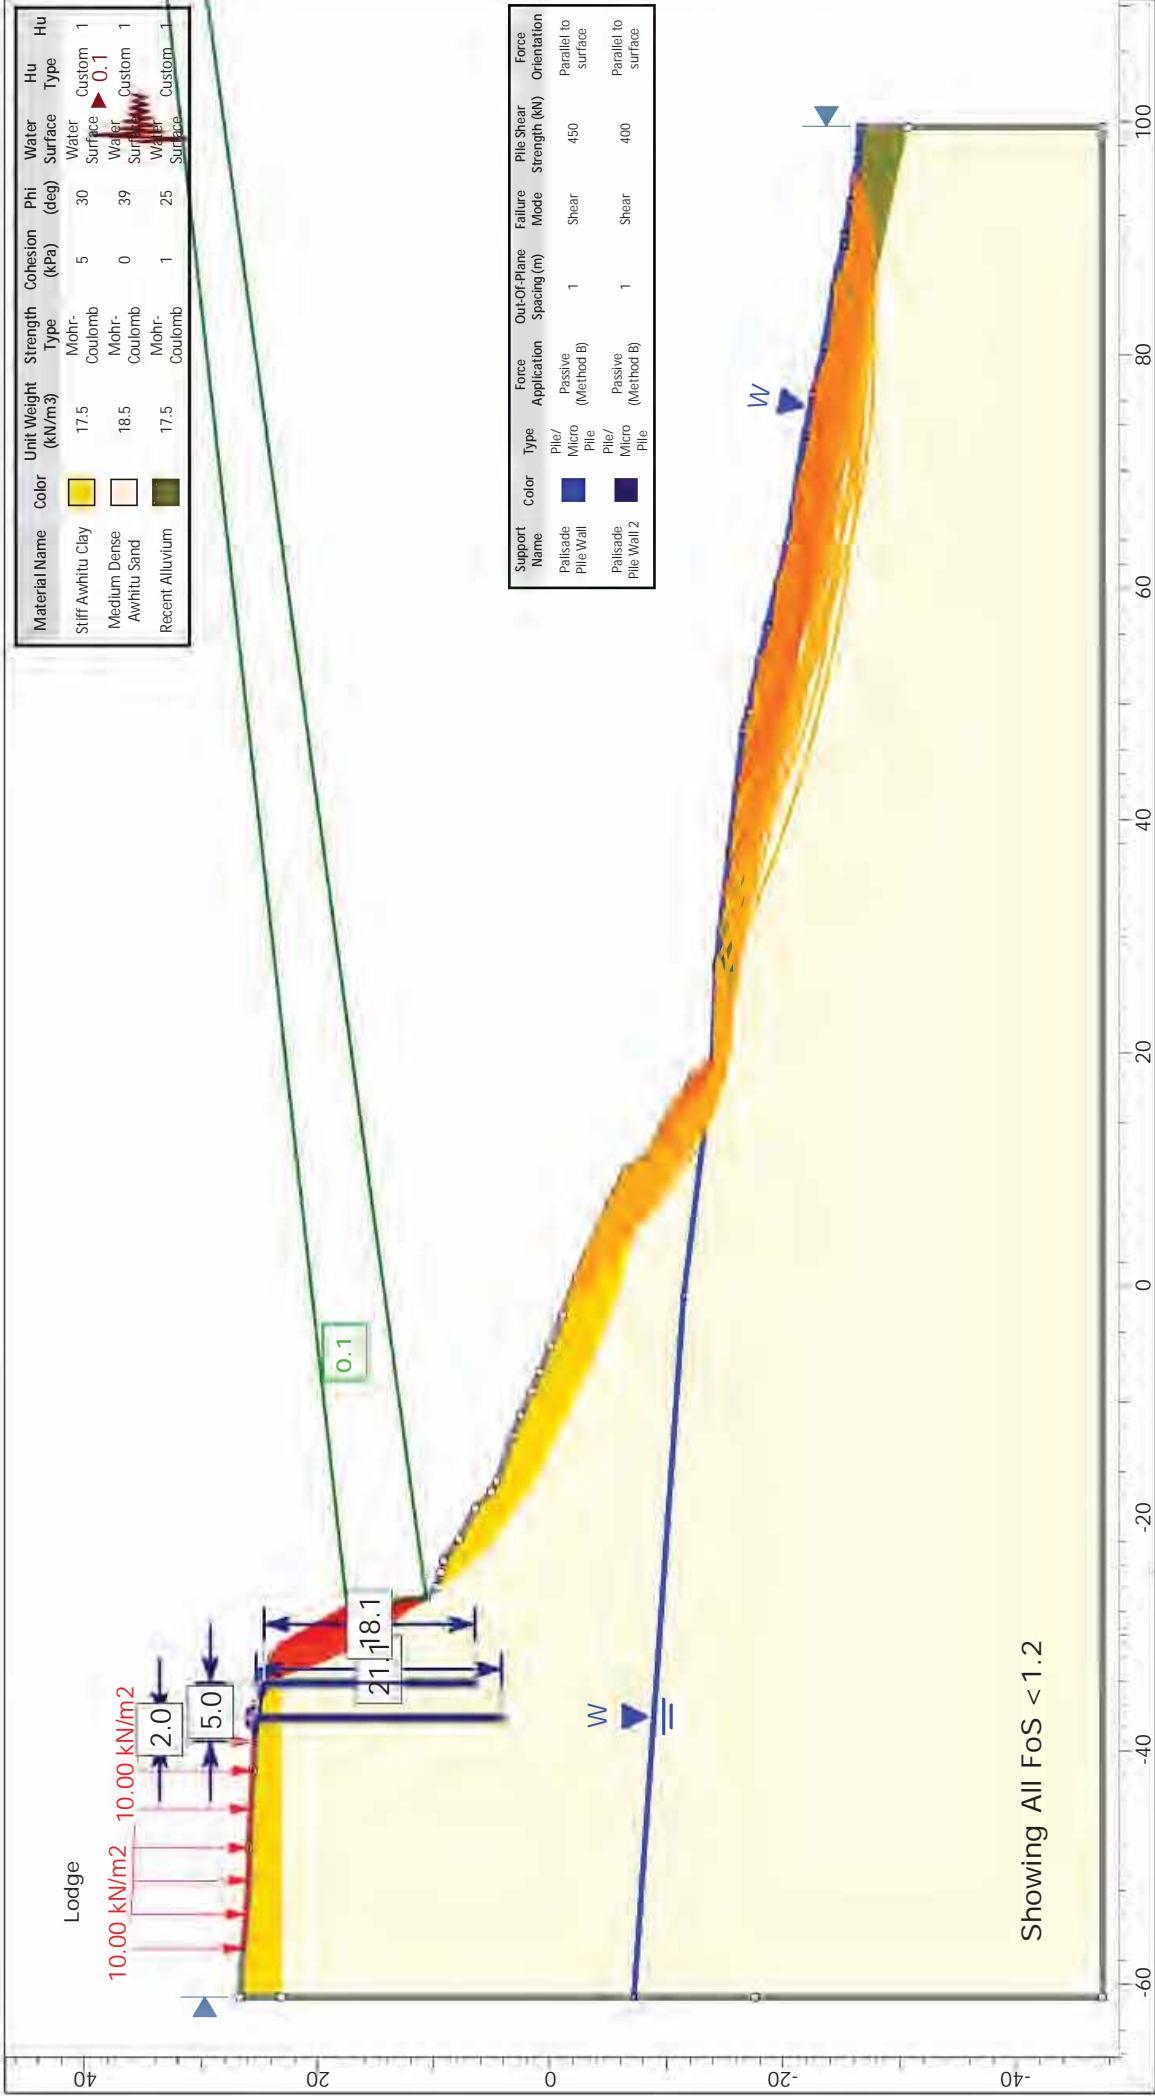 Material Name Color Unit Weight (kN/m3) Strength Type Cohesion (kPa) Phi (deg) Water Surface Hu Type Hu
Stiff Awhitu Clay 17.5 Mohr-Coulomb 5 30 Water Surface Custom 1
Medium Dense Awhitu Sand 18.5 Mohr-Coulomb 0 39 Water Surface Custom 1
Recent Alluvium 17.5 Mohr-Coulomb 1 25 Water Surface Custom 1
0.1
Support Name Color Type Force Application Out-Of-Plane Spacing (m) Failure Mode Pile Shear Strength (kN) Force Orientation
Palisade Pile Wall Pile/ Micro Pile Passive (Method B) 1 Shear 450 Parallel to surface
Palisade Pile Wall 2 Pile/ Micro Pile Passive (Method B) 1 Shear 400 Parallel to surface
Lodge
10.00 kN/m2
10.00 kN/m2
2.0
5.0
18.1
21.1
0.1
W
W
Showing All FoS < 1.2
40
20
0
-20
-40
-60
-40
-20
0
20
40
60
80
100